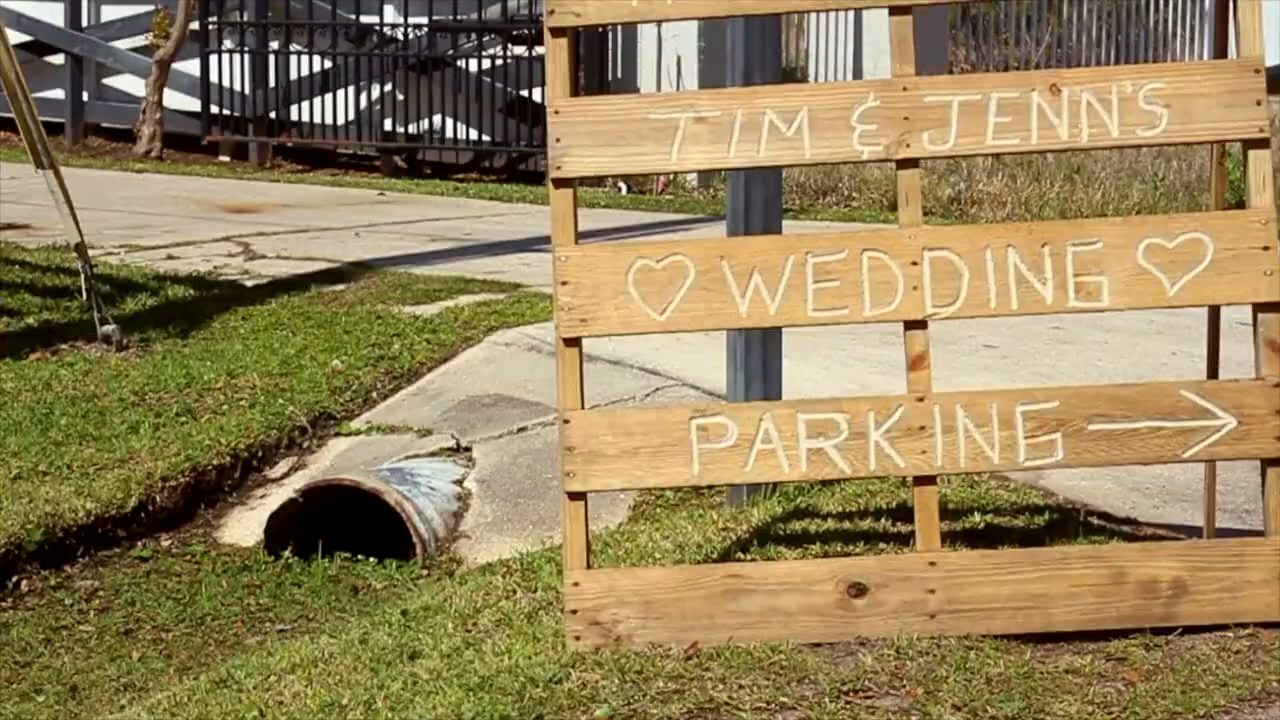 TIM & JENN'S
♡ WEDDING ♡
PARKING →